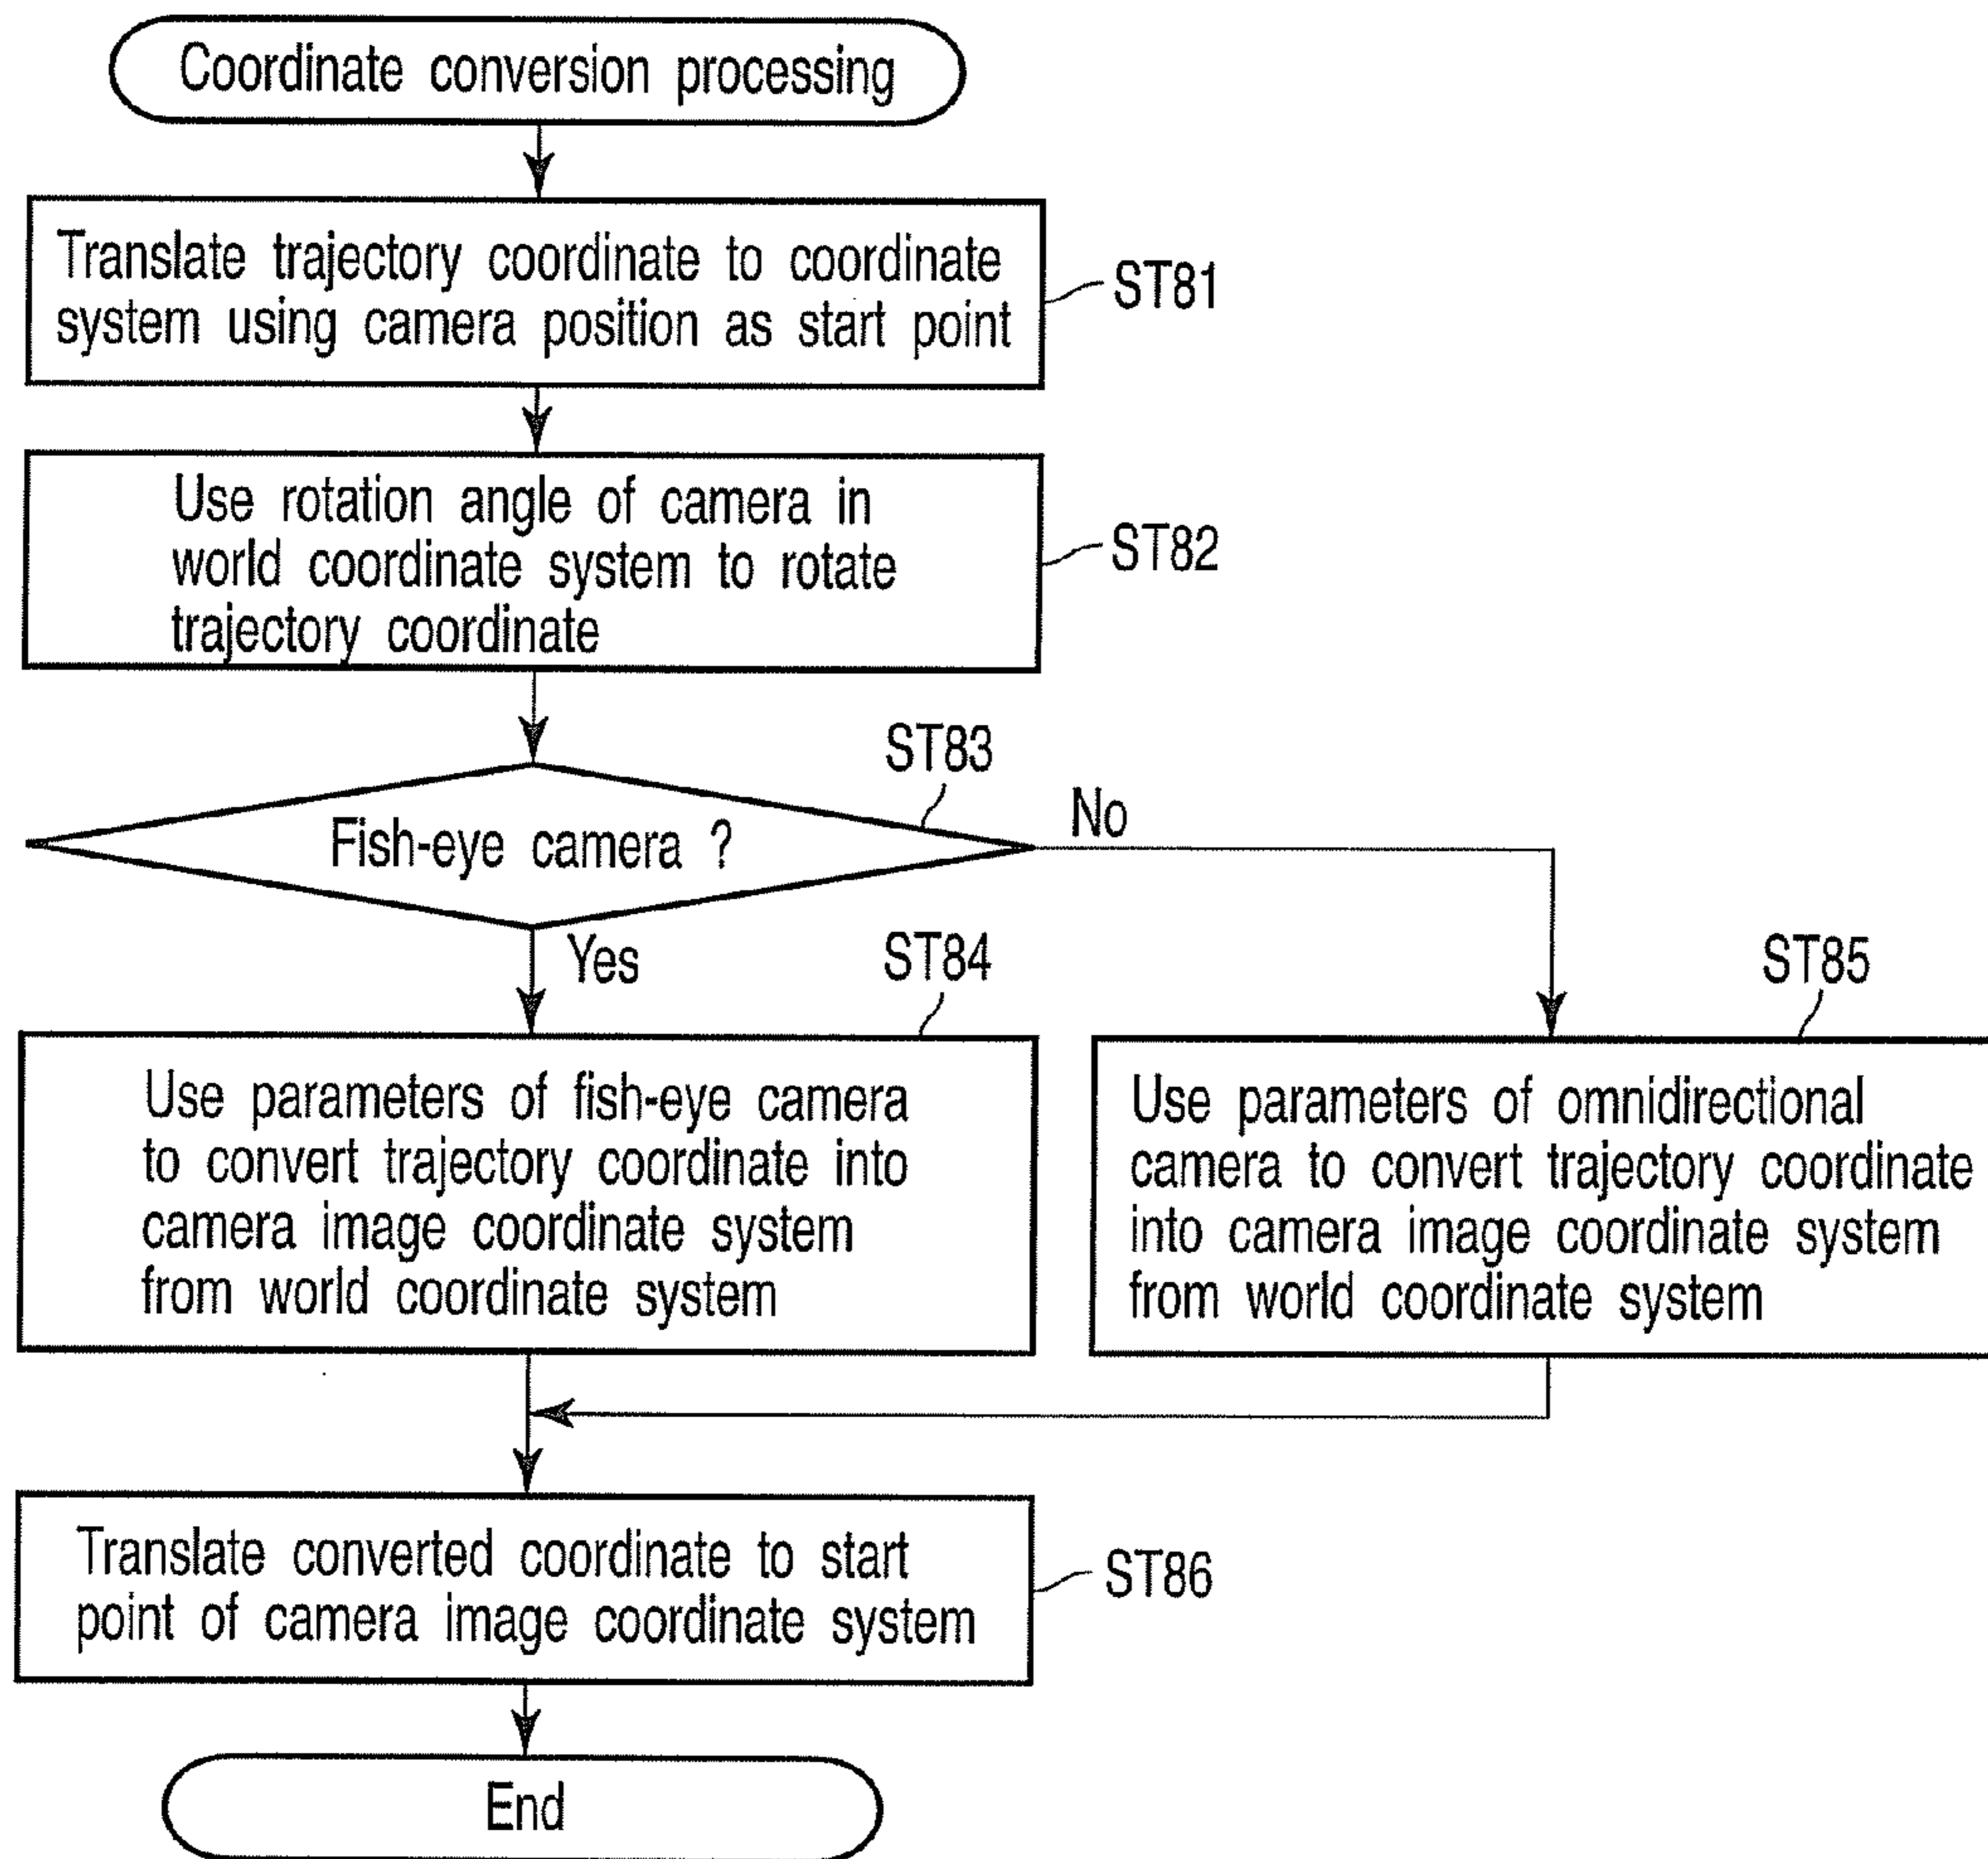 Coordinate conversion processing
Translate trajectory coordinate to coordinate
system using camera position as start point
ST81
Use rotation angle of camera in
world coordinate system to rotate
trajectory coordinate
ST82
ST83
Fish-eye camera ?
No
Yes
ST84
Use parameters of fish-eye camera
to convert trajectory coordinate into
camera image coordinate system
from world coordinate system
ST85
Use parameters of omnidirectional
camera to convert trajectory coordinate
into camera image coordinate system
from world coordinate system
Translate converted coordinate to start
point of camera image coordinate system
ST86
End